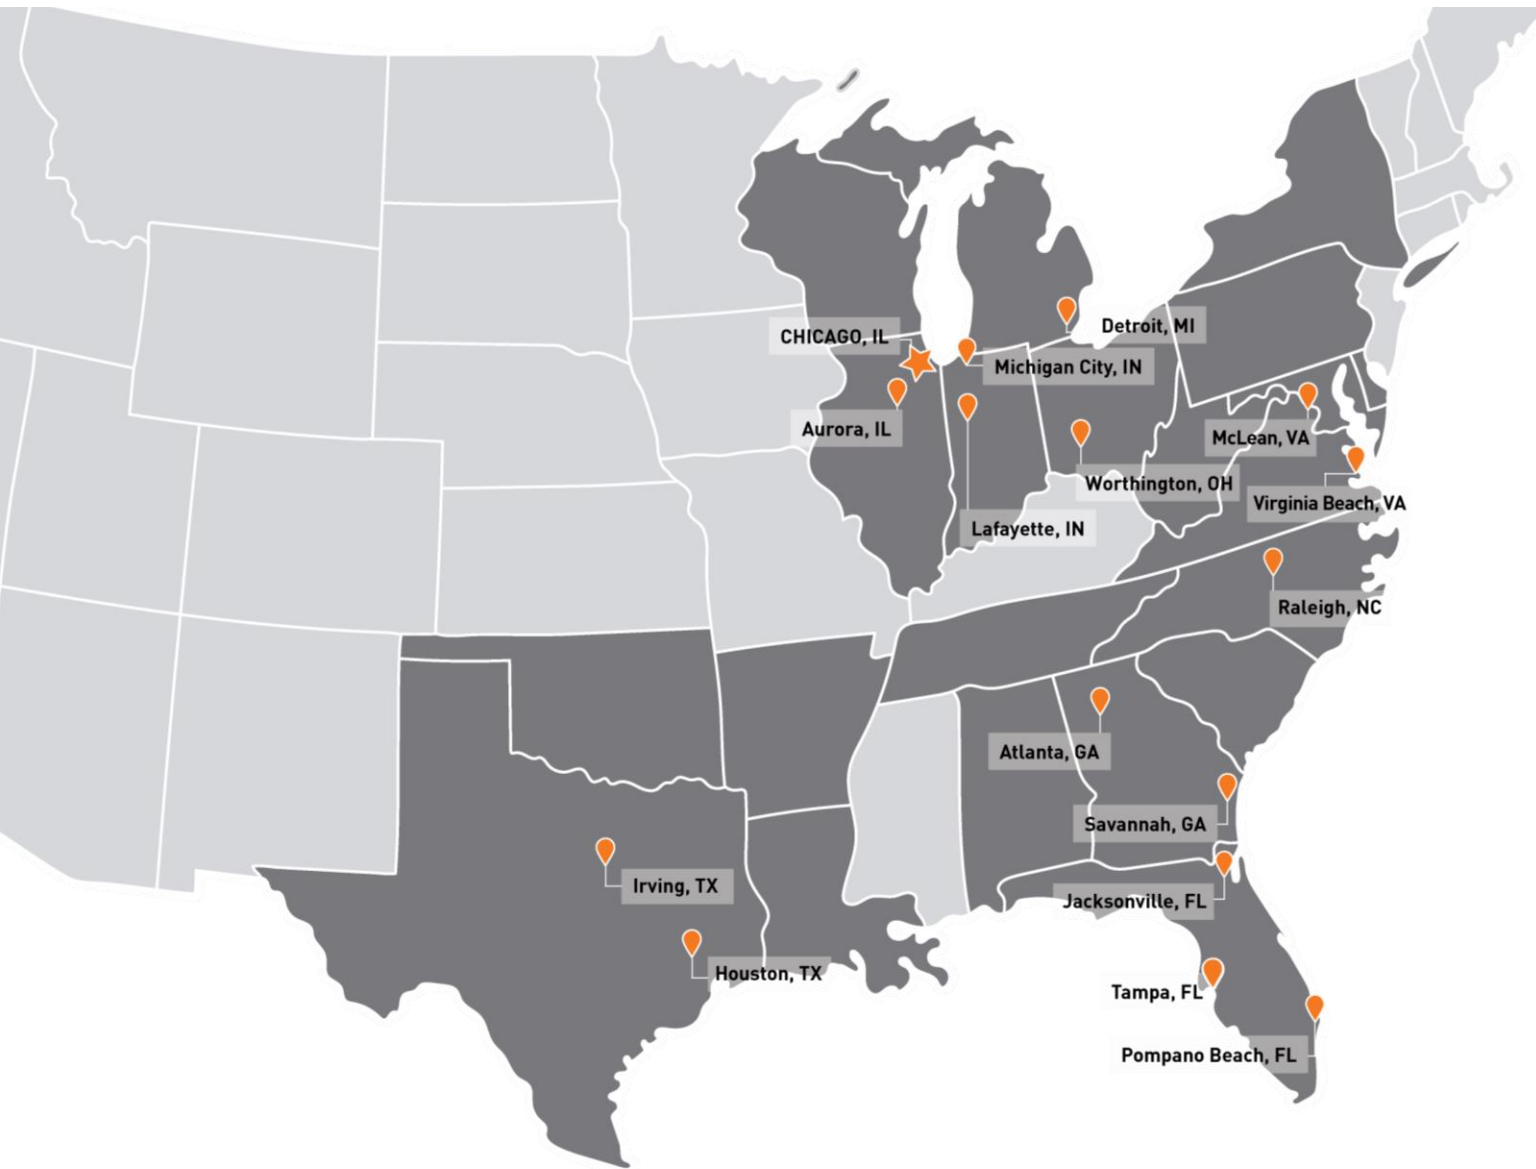 Detroit, MI
CHICAGO, IL
Michigan City, IN
Aurora, IL
McLean, VA
Worthington, OH
Virginia Beach, VA
Lafayette, IN
Raleigh, NC
Atlanta, GA
Savannah, GA
Irving, TX
Jacksonville, FL
Houston, TX
Tampa, FL
Pompano Beach, FL